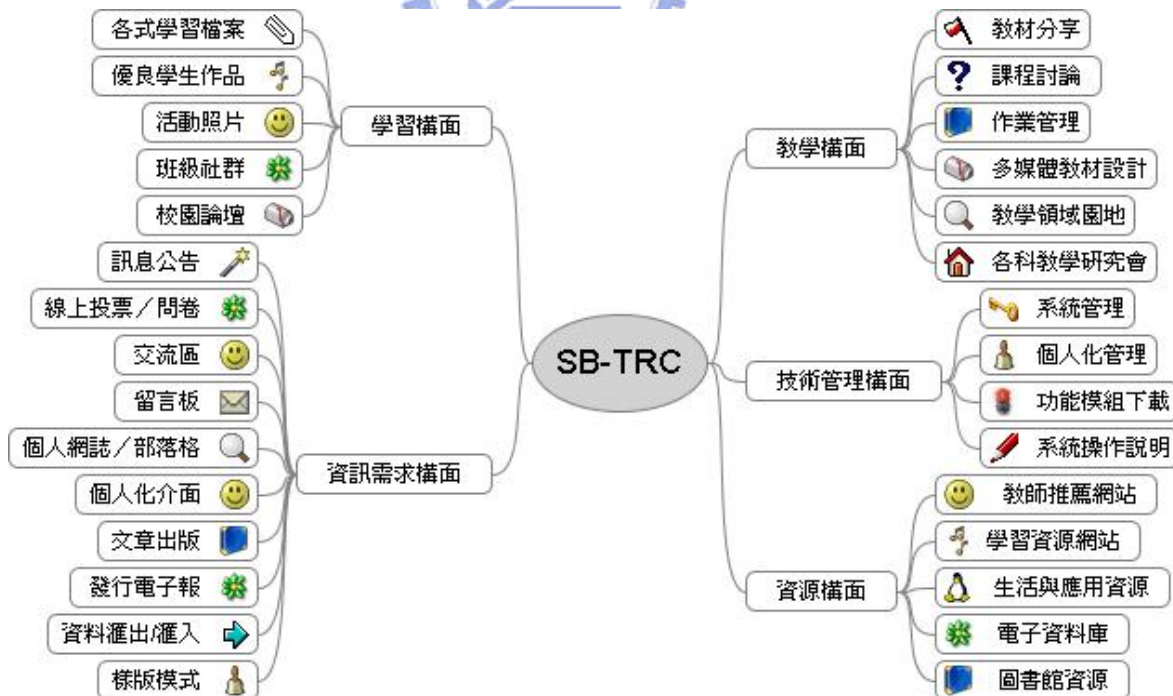 SB-TRC
學習構面
各式學習檔案
優良學生作品
活動照片
班級社群
校園論壇
資訊需求構面
訊息公告
線上投票／問卷
交流區
留言板
個人網誌／部落格
個人化介面
文章出版
發行電子報
資料匯出/匯入
樣版模式
教學構面
教材分享
課程討論
作業管理
多媒體教材設計
教學領域園地
各科教學研究會
技術管理構面
系統管理
個人化管理
功能模組下載
系統操作說明
資源構面
教師推薦網站
學習資源網站
生活與應用資源
電子資料庫
圖書館資源